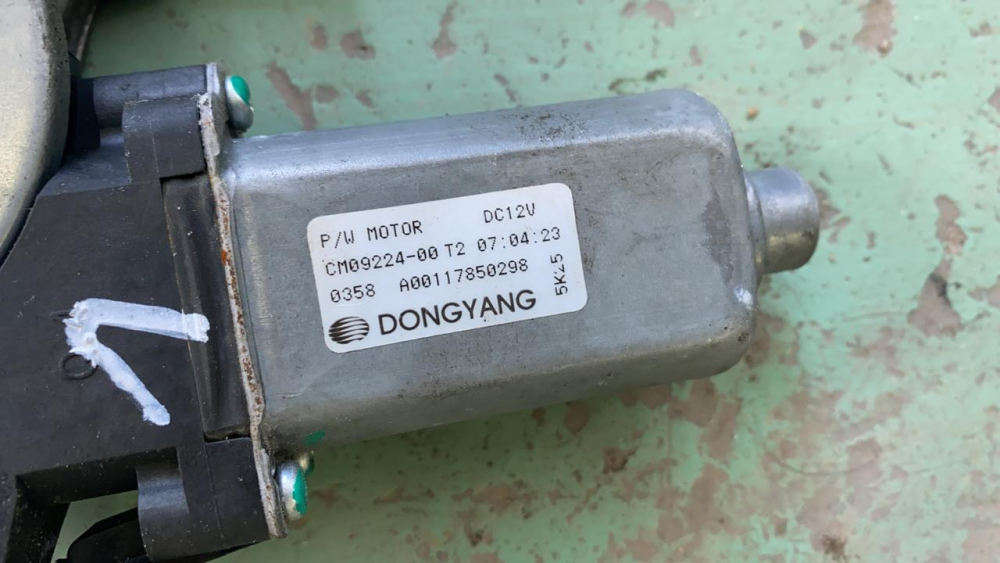 P/W MOTOR DC12V
CM09224-00 T2 07:04:23
0358 A00117850298
5K25
DONGYANG